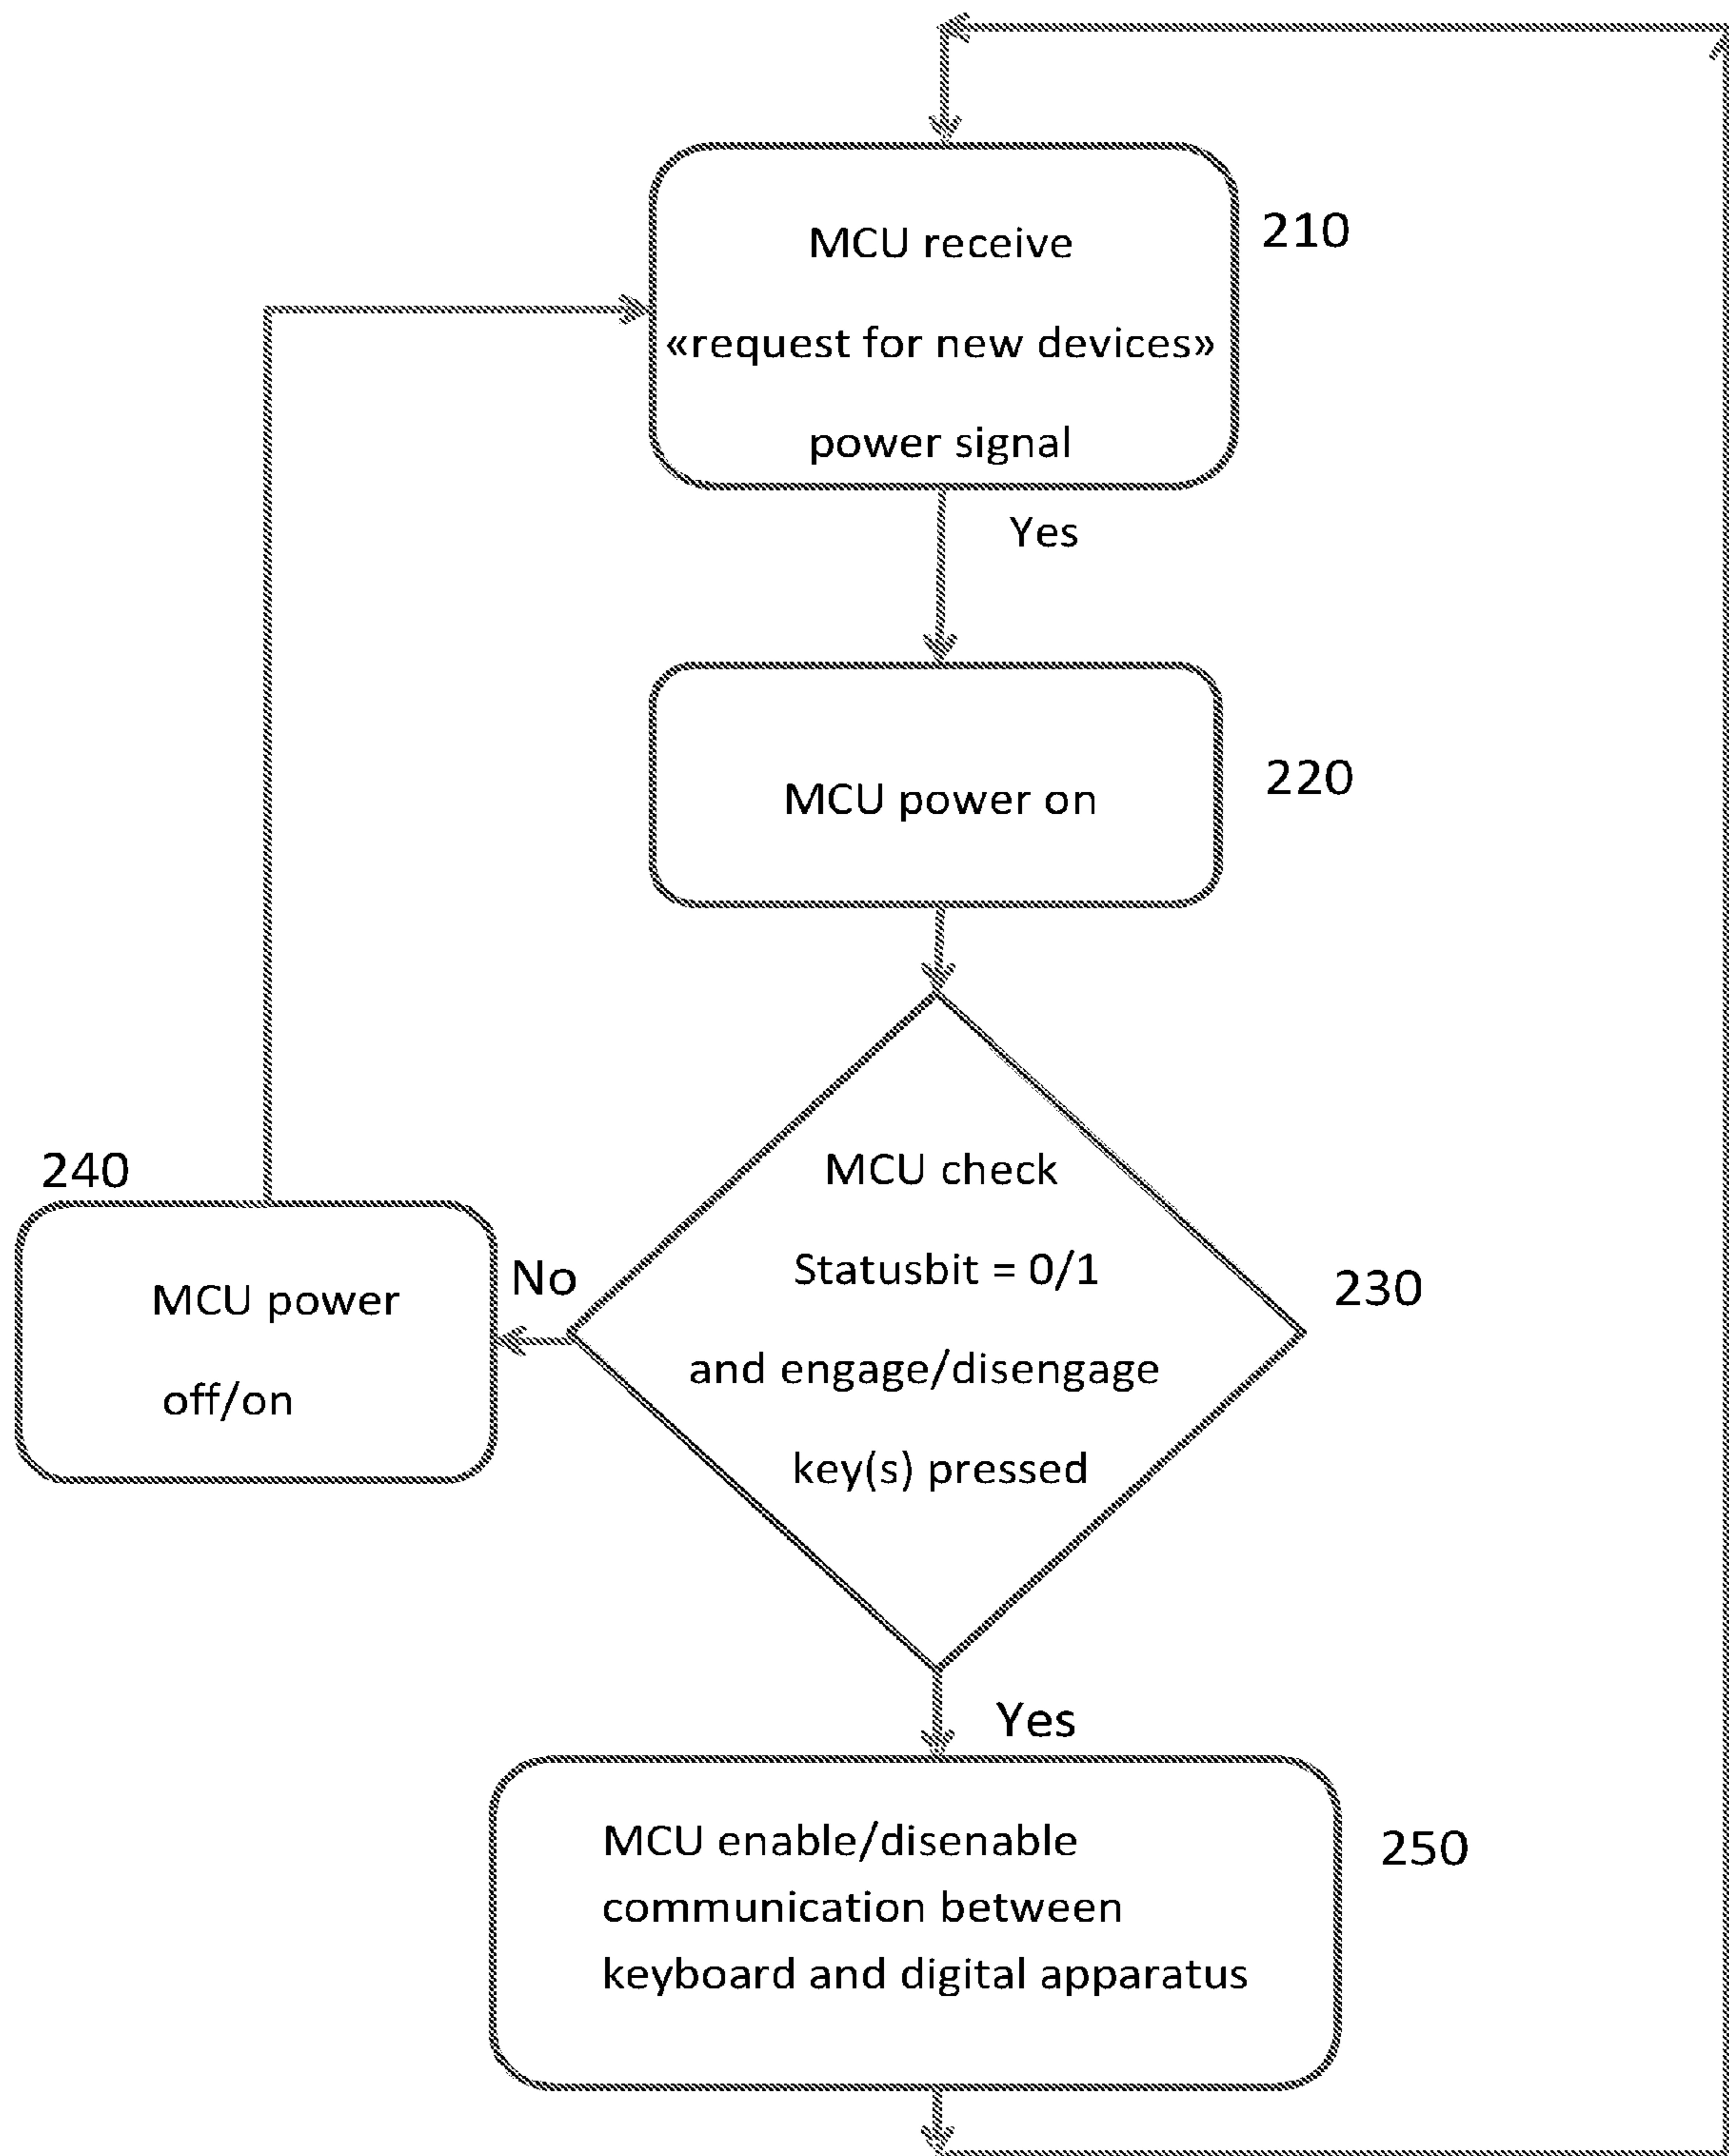 MCU receive
«request for new devices»
power signal
210
Yes
MCU power on
220
MCU check
Statusbit = 0/1
and engage/disengage
key(s) pressed
230
No
240
MCU power
off/on
Yes
MCU enable/disenable
communication between
keyboard and digital apparatus
250